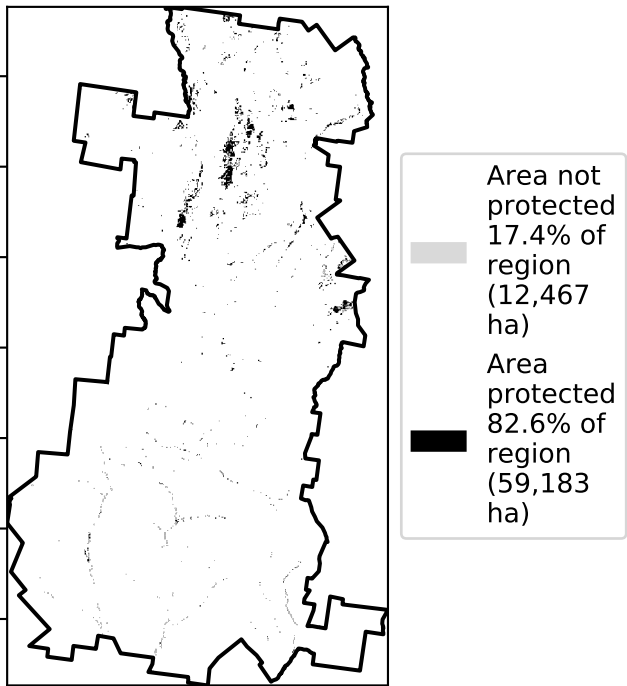 Area not
protected
17.4% of
region
(12,467
ha)
Area
protected
82.6% of
region
(59,183
ha)